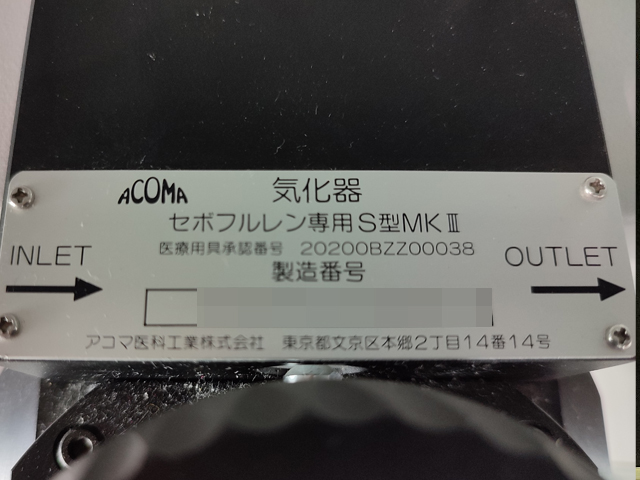 ACOMA 気化器
セボフルレン専用S型MKⅢ
医療用具承認番号 20200BZZ00038
INLET
OUTLET
製造番号
アコマ医科工業株式会社 東京都文京区本郷2丁目14番14号